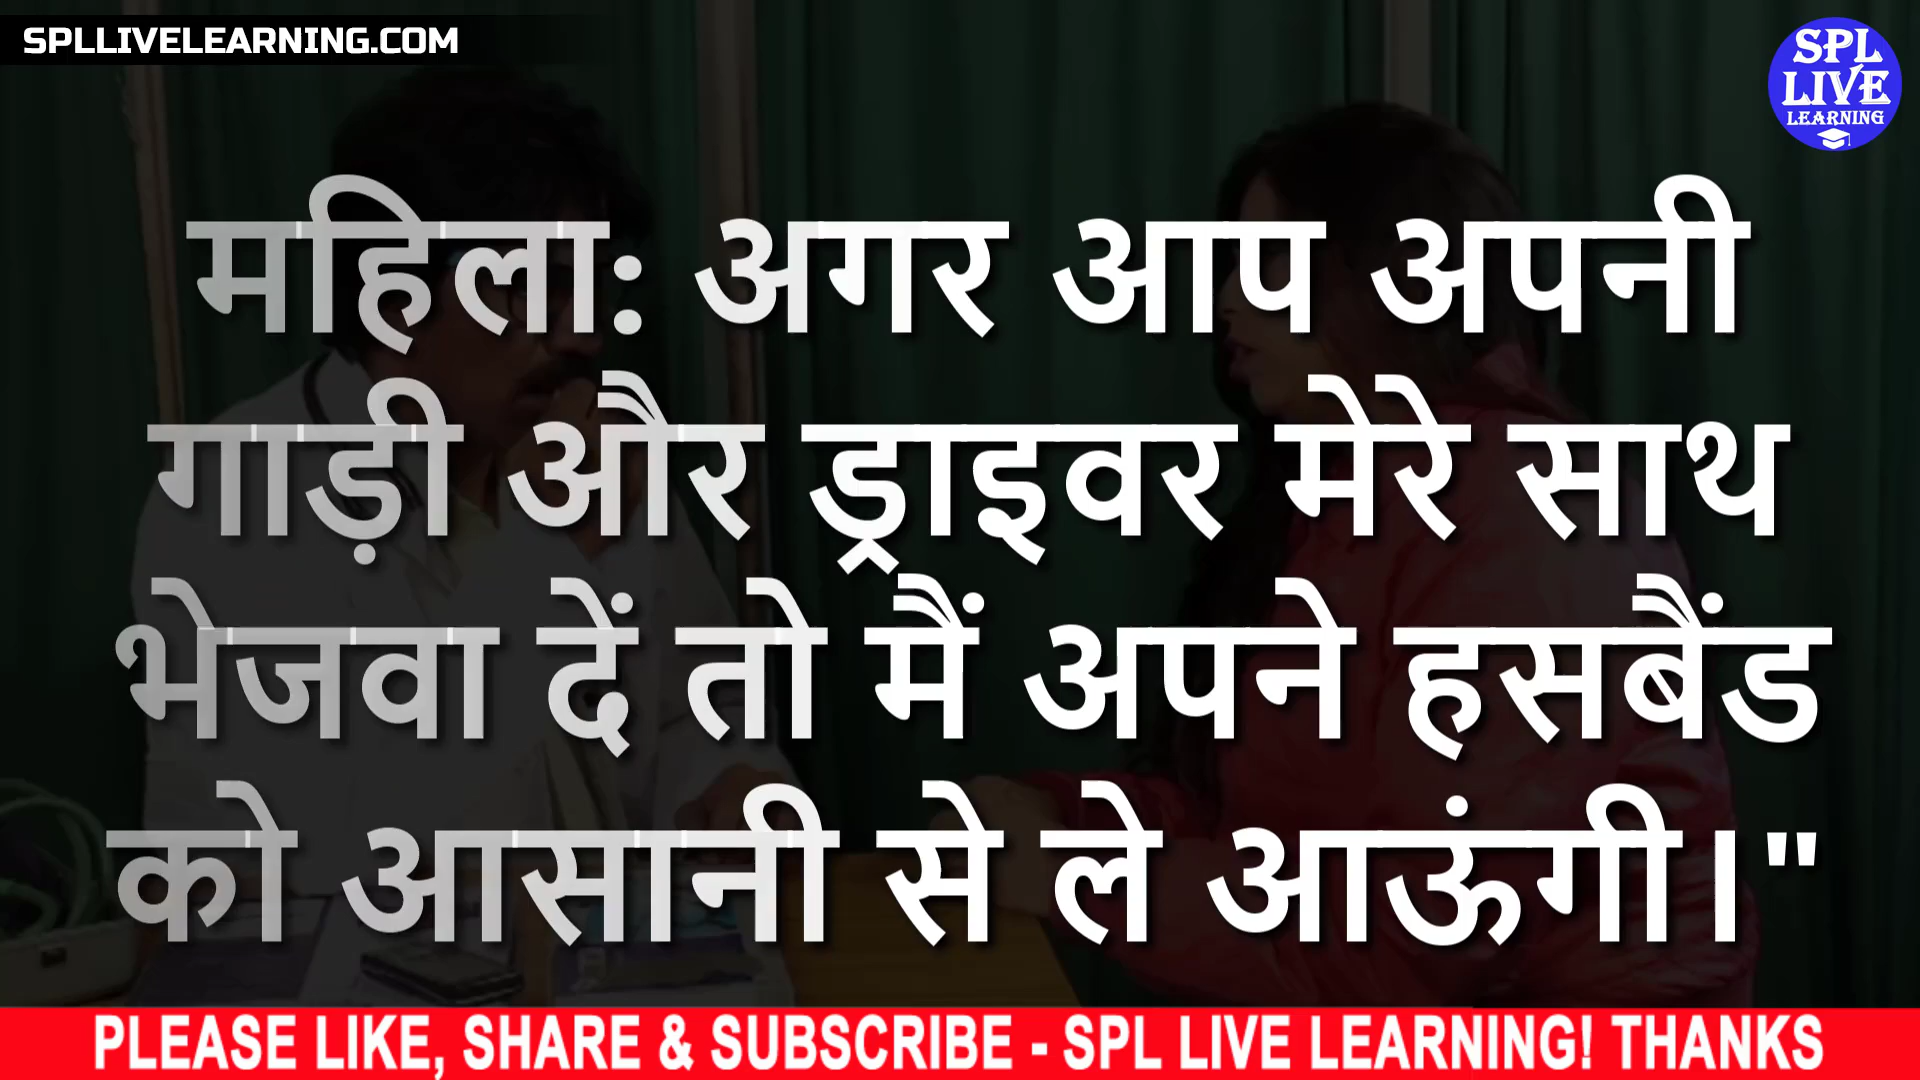 SPLLIVELEARNING.COM
SPL
LIVE
LEARNING
महिला: अगर आप अपनी
गाड़ी और ड्राइवर मेरे साथ
भेजवा दें तो मैं अपने हसबैंड
को आसानी से ले आऊंगी।"
PLEASE LIKE, SHARE & SUBSCRIBE - SPL LIVE LEARNING! THANKS